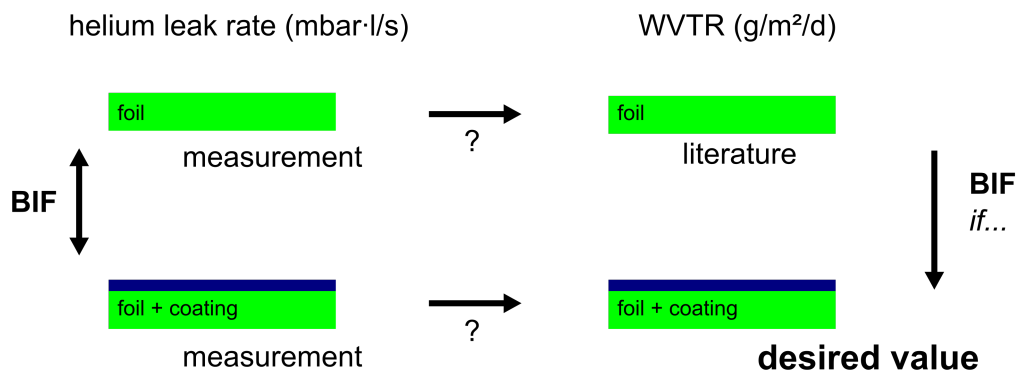 helium leak rate (mbar·l/s)
WVTR (g/m²/d)
foil
foil
?
measurement
literature
BIF
BIF
if...
foil + coating
foil + coating
?
measurement
desired value